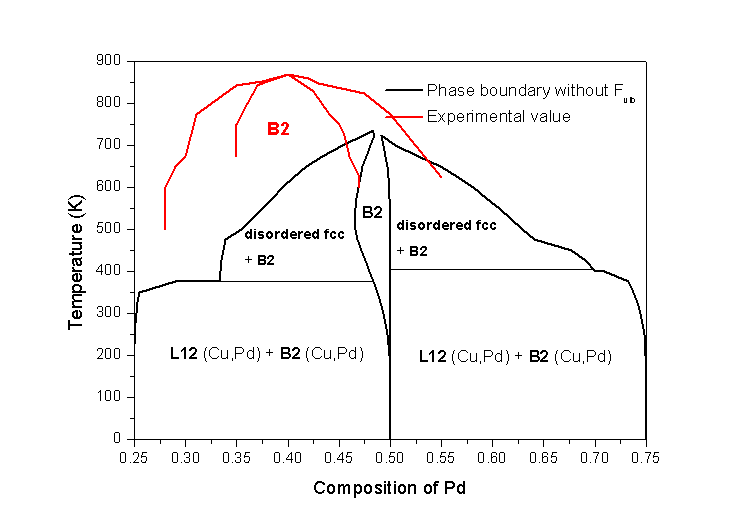 900
800
700
600
500
400
300
200
100
0
Temperature (K)
Phase boundary without F
Experimental value
B2
B2
disordered fcc
+ B2
disordered fcc
+ B2
L12 (Cu,Pd) + B2 (Cu,Pd)
L12 (Cu,Pd) + B2 (Cu,Pd)
0.25 0.30 0.35 0.40 0.45 0.50 0.55 0.60 0.65 0.70 0.75
Composition of Pd